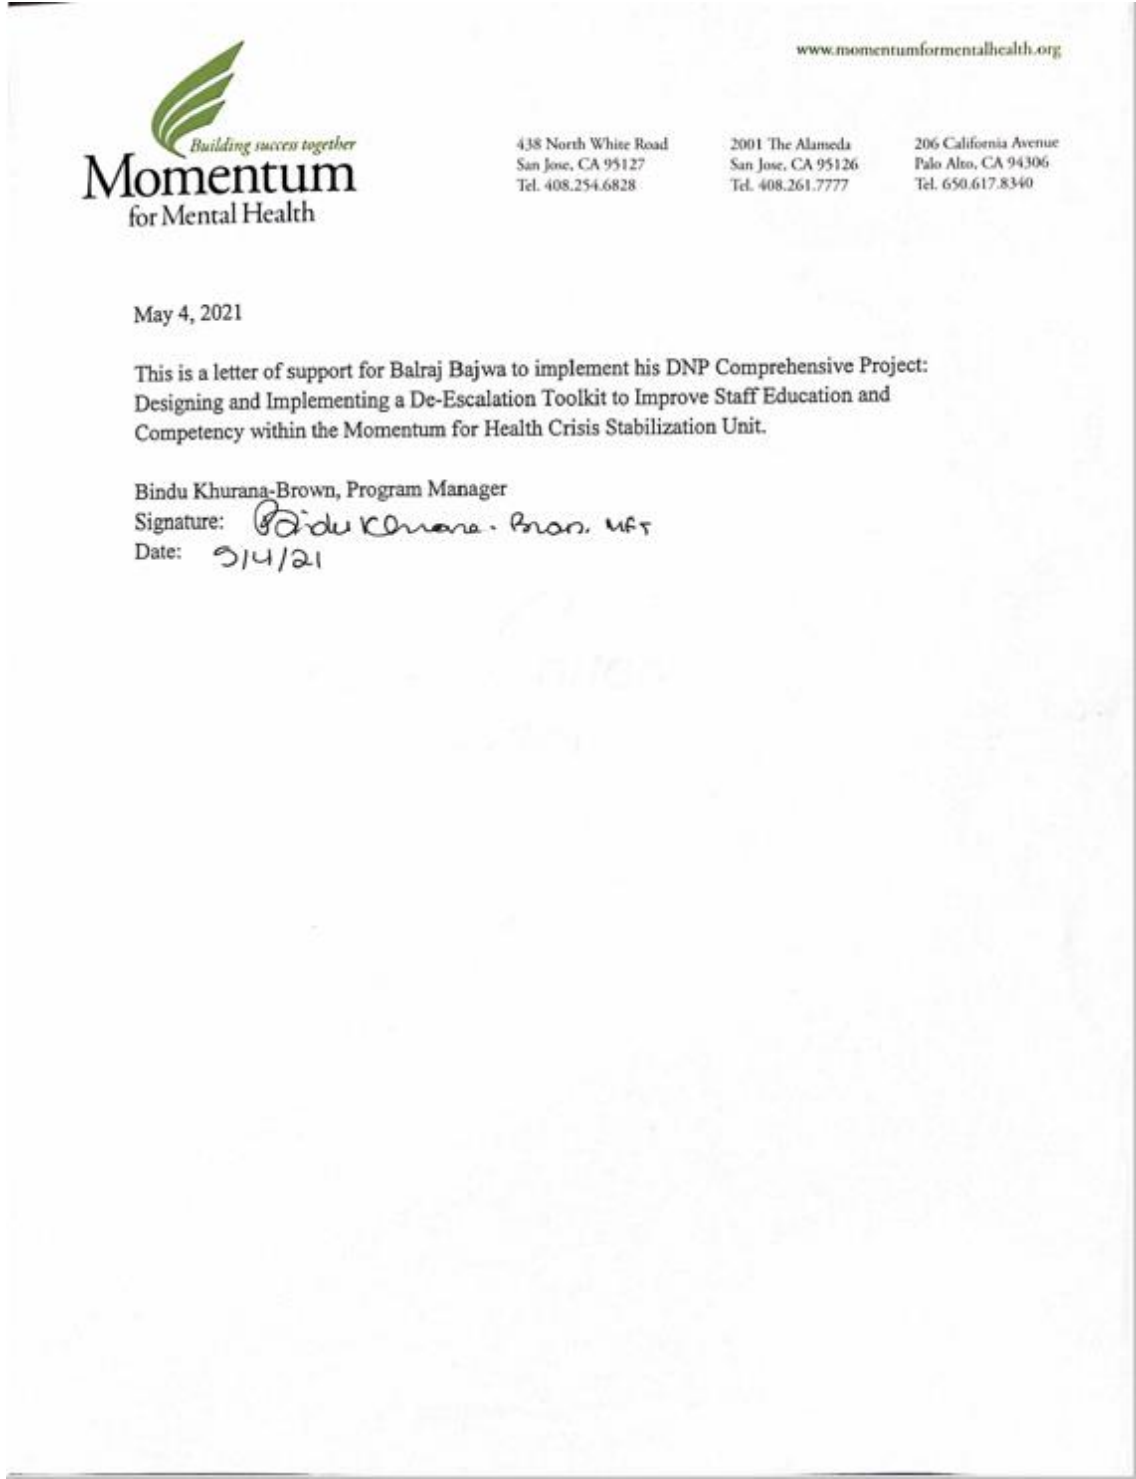 www.momentumformentalhealth.org
Building success together
Momentum
for Mental Health
438 North White Road
San Jose, CA 95127
Tel. 408.254.6828
2001 The Alameda
San Jose, CA 95126
Tel. 408.261.7777
206 California Avenue
Palo Alto, CA 94306
Tel. 650.617.8340
May 4, 2021
This is a letter of support for Balraj Bajwa to implement his DNP Comprehensive Project:
Designing and Implementing a De-Escalation Toolkit to Improve Staff Education and
Competency within the Momentum for Health Crisis Stabilization Unit.
Bindu Khurana-Brown, Program Manager
Signature: Bindu Khurana-Brown, MFT
Date: 5/4/21